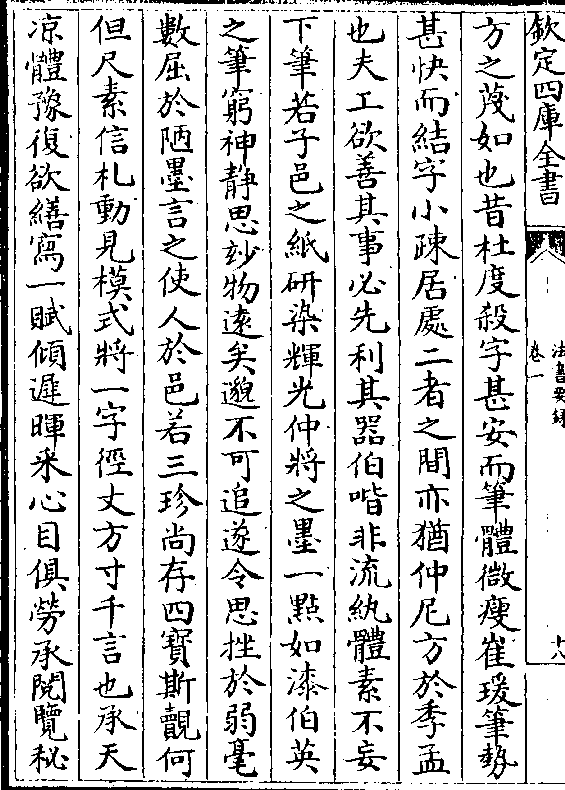 欽定四庫全書
法書要録
卷一
十八
方之蔑如也昔杜度殺字甚安而筆體微瘦崔瑗筆勢
甚快而結字小疎居處二者之間亦猶仲尼方於季孟
也夫工欲善其事必先利其器伯喈非流紈體素不妄
下筆若子邑之紙研染輝光仲將之墨一點如漆伯英
之筆窮神静思妙物逺矣邈不可追遂令思挫於弱毫
數屈於陋墨言之使人於邑若三珍尚存四寳斯覿何
但尺素信札動見模式將一字徑丈方寸千言也承天
凉體豫復欲繕寫一賦傾遲暉采心目俱勞承閲覽秘